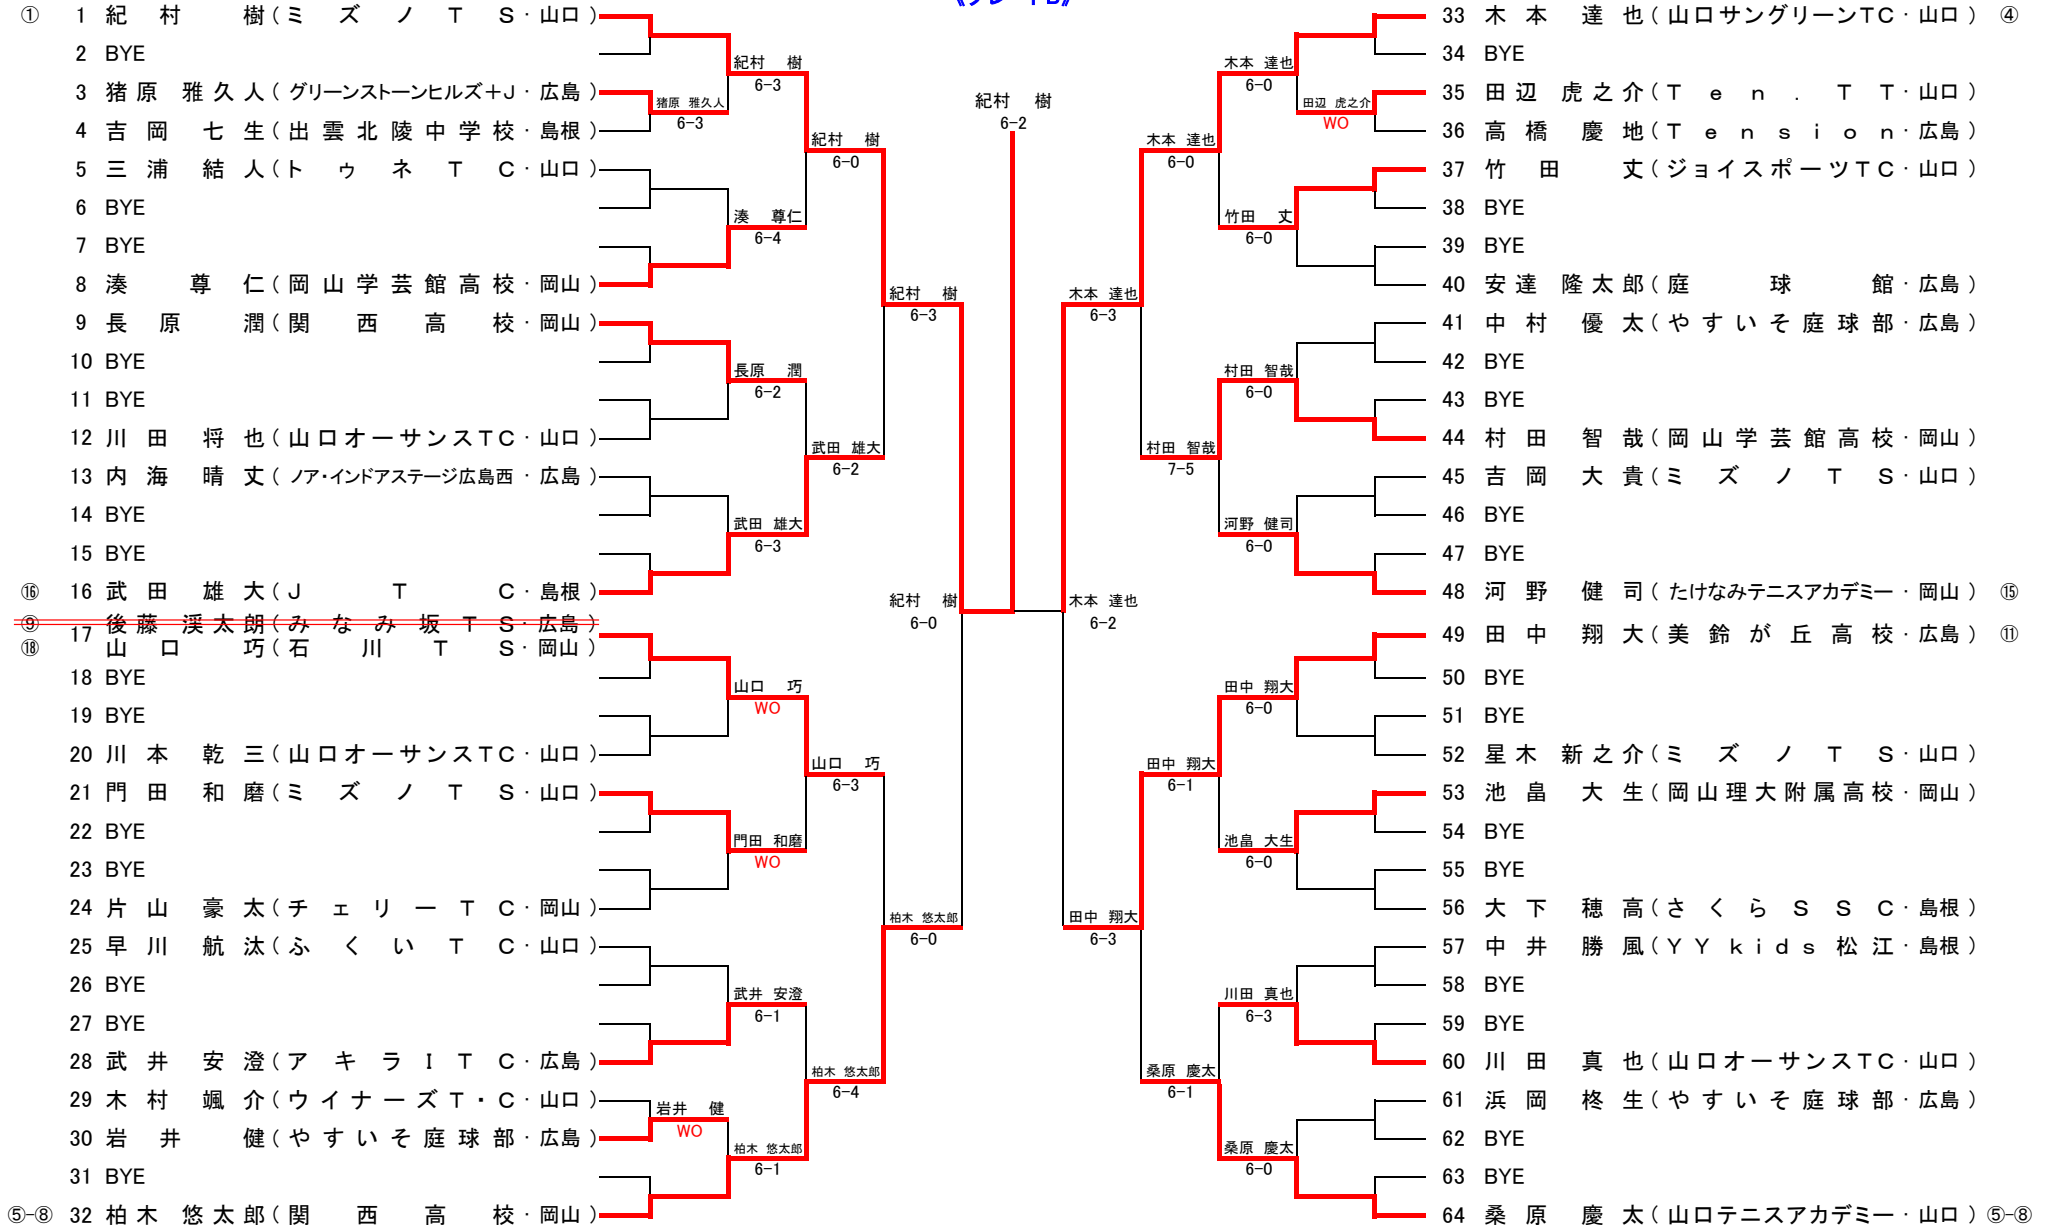 ① 1 紀村 樹(ミズノTS・山口)
2 BYE
3 猪原 雅久人(グリーンストーンヒルズ+J・広島)
4 吉岡 七生(出雲北陵中学校・島根)
5 三浦 結人(トゥネTC・山口)
6 BYE
7 BYE
8 湊 尊仁(岡山学芸館高校・岡山)
9 長原 潤(関西高校・岡山)
10 BYE
11 BYE
12 川田 将也(山口オーサンスTC・山口)
13 内海 晴丈(ノア・インドアステージ広島西・広島)
14 BYE
15 BYE
⑯ 16 武田 雄大(JTC・島根)
⑨ 後藤 渓太朗(みなみ坂TS・広島)
17
⑱ 山口 巧(石川TS・岡山)
18 BYE
19 BYE
20 川本 乾三(山口オーサンスTC・山口)
21 門田 和磨(ミズノTS・山口)
22 BYE
23 BYE
24 片山 豪太(チェリーTC・岡山)
25 早川 航汰(ふくいTC・山口)
26 BYE
27 BYE
28 武井 安澄(アキラITC・広島)
29 木村 颯介(ウイナーズT・C・山口)
30 岩井 健(やすいそ庭球部・広島)
31 BYE
⑤-⑧ 32 柏木 悠太郎(関西高校・岡山)
紀村 樹
6-3
猪原 雅久人
6-3
紀村 樹
6-0
湊 尊仁
6-4
紀村 樹
6-3
長原 潤
6-2
武田 雄大
6-2
武田 雄大
6-3
紀村 樹
6-0
山口 巧
WO
山口 巧
6-3
門田 和磨
WO
柏木 悠太郎
6-0
武井 安澄
6-1
柏木 悠太郎
6-4
岩井 健
WO
柏木 悠太郎
6-1
紀村 樹
6-2
木本 達也
6-0
田辺 虎之介
WO
木本 達也
6-0
竹田 丈
6-0
木本 達也
6-3
村田 智哉
6-0
村田 智哉
7-5
河野 健司
6-0
木本 達也
6-2
田中 翔大
6-0
田中 翔大
6-1
池畠 大生
6-0
田中 翔大
6-3
川田 真也
6-3
桑原 慶太
6-1
桑原 慶太
6-0
33 木本 達也(山口サングリーンTC・山口) ④
34 BYE
35 田辺 虎之介(Ten.TT・山口)
36 高橋 慶地(Tension・広島)
37 竹田 丈(ジョイスポーツTC・山口)
38 BYE
39 BYE
40 安達 隆太郎(庭球館・広島)
41 中村 優太(やすいそ庭球部・広島)
42 BYE
43 BYE
44 村田 智哉(岡山学芸館高校・岡山)
45 吉岡 大貴(ミズノTS・山口)
46 BYE
47 BYE
48 河野 健司(たけなみテニスアカデミー・岡山) ⑮
49 田中 翔大(美鈴が丘高校・広島) ⑪
50 BYE
51 BYE
52 星木 新之介(ミズノTS・山口)
53 池畠 大生(岡山理大附属高校・岡山)
54 BYE
55 BYE
56 大下 穂高(さくらSSC・島根)
57 中井 勝風(YYkids松江・島根)
58 BYE
59 BYE
60 川田 真也(山口オーサンスTC・山口)
61 浜岡 柊生(やすいそ庭球部・広島)
62 BYE
63 BYE
64 桑原 慶太(山口テニスアカデミー・山口) ⑤-⑧